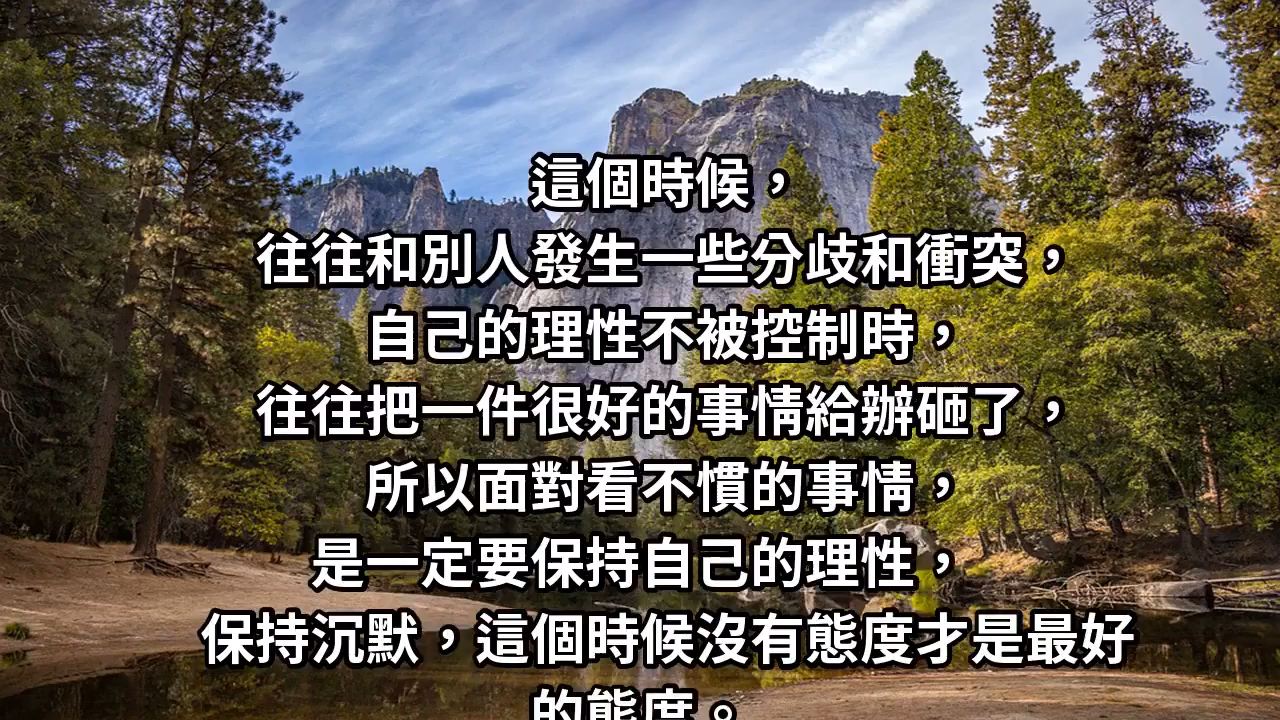 這個時候，
往往和別人發生一些分歧和衝突，
自己的理性不被控制時，
往往把一件很好的事情給辦砸了，
所以面對看不慣的事情，
是一定要保持自己的理性，
保持沉默，這個時候沒有態度才是最好
的態度。